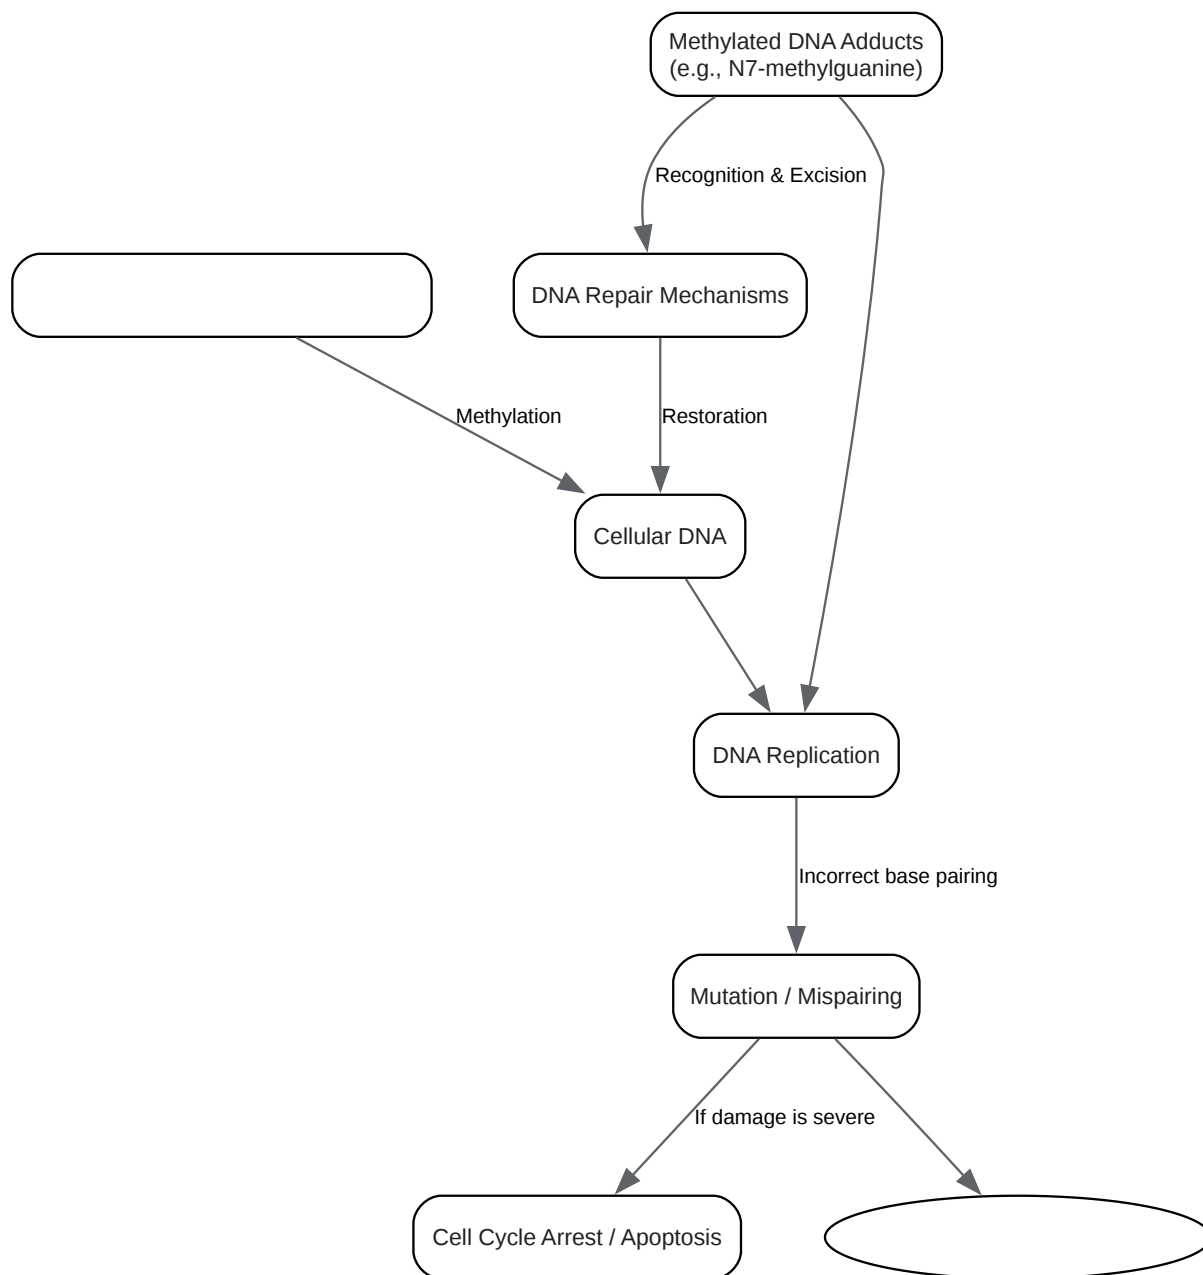 Methylated DNA Adducts
(e.g., N7-methylguanine)
Recognition & Excision
DNA Repair Mechanisms
Methylation
Restoration
Cellular DNA
DNA Replication
Incorrect base pairing
Mutation / Mispairing
If damage is severe
Cell Cycle Arrest / Apoptosis